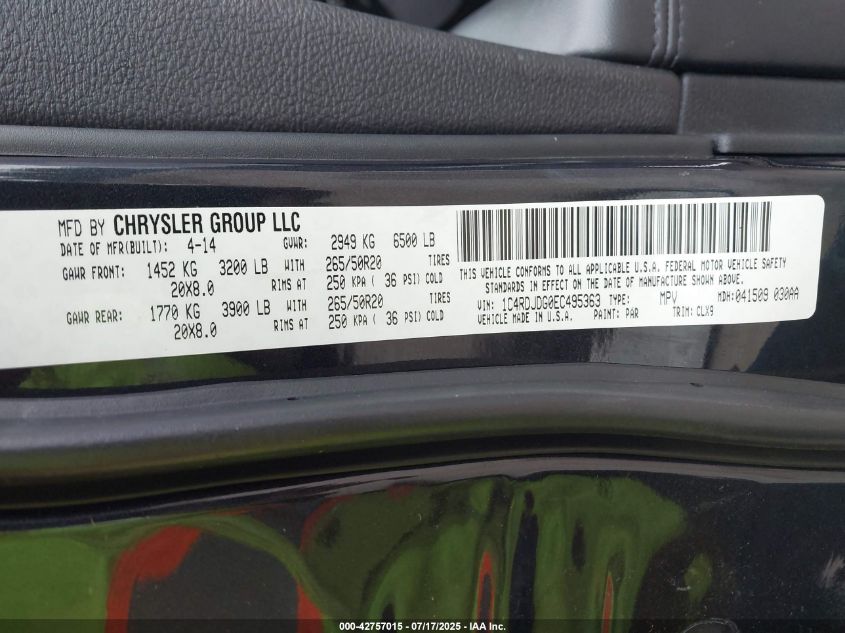 MFD BY CHRYSLER GROUP LLC
DATE OF MFR(BUILT): 4-14 GVWR: 2949 KG 6500 LB
GAWR FRONT: 1452 KG 3200 LB WITH 265/50R20 TIRES
20X8.0 RIMS AT 250 KPA ( 36 PSI) COLD
GAWR REAR: 1770 KG 3900 LB WITH 265/50R20 TIRES
20X8.0 RIMS AT 250 KPA ( 36 PSI) COLD
THIS VEHICLE CONFORMS TO ALL APPLICABLE U.S.A. FEDERAL MOTOR VEHICLE SAFETY
STANDARDS IN EFFECT ON THE DATE OF MANUFACTURE SHOWN ABOVE.
VIN: 1C4RDJDG0EC495363 TYPE: MPV MDH: 041509 030AA
VEHICLE MADE IN U.S.A. PAINT: PAR TRIM: CLX9
000-42757015 | 07/17/2025 - IAA Inc.